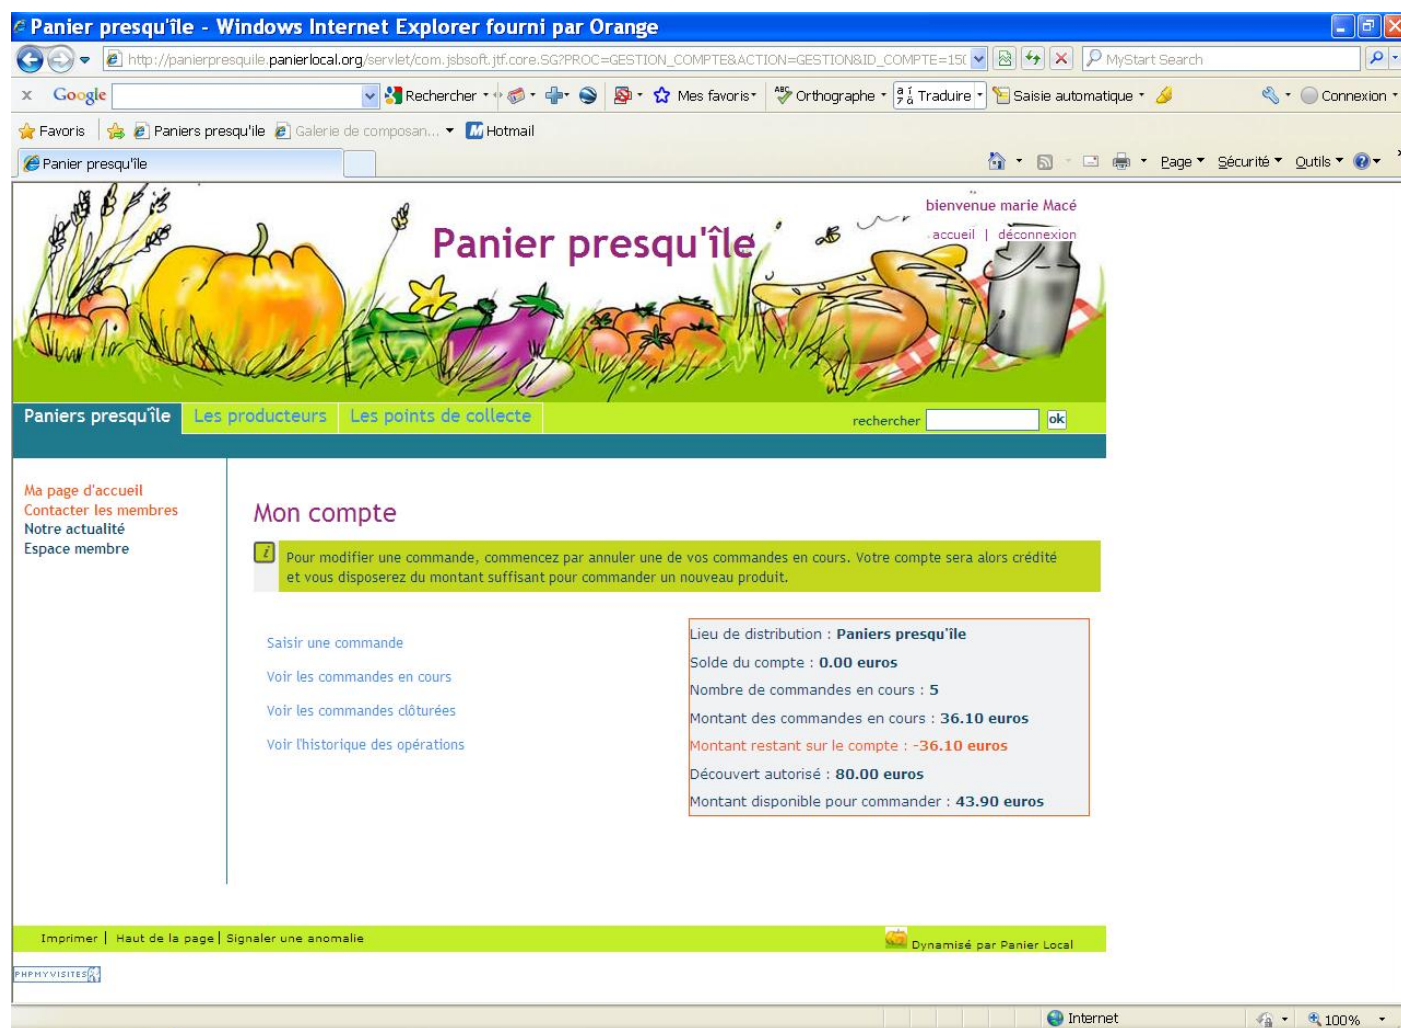 Panier presqu'île - Windows Internet Explorer fourni par Orange
http://panierpresquile.panierlocal.org/servlet/com.jsbsoft.jtf.core.SG?PROC=GESTION_COMPTE&ACTION=GESTION&ID_COMPTE=150
MyStart Search
x Google Rechercher Mes favoris Orthographe Traduire Saisie automatique Connexion
Favoris Paniers presqu'ile Galerie de composan... Hotmail
Panier presqu'île Page Sécurité Outils
bienvenue marie Macé
Panier presqu'île
accueil | déconnexion
Paniers presqu'île Les producteurs Les points de collecte rechercher ok
Ma page d'accueil
Contacter les membres
Notre actualité
Espace membre
Mon compte
Pour modifier une commande, commencez par annuler une de vos commandes en cours. Votre compte sera alors crédité
et vous disposerez du montant suffisant pour commander un nouveau produit.
Saisir une commande
Voir les commandes en cours
Voir les commandes clôturées
Voir l'historique des opérations
Lieu de distribution : Paniers presqu'île
Solde du compte : 0.00 euros
Nombre de commandes en cours : 5
Montant des commandes en cours : 36.10 euros
Montant restant sur le compte : -36.10 euros
Découvert autorisé : 80.00 euros
Montant disponible pour commander : 43.90 euros
Imprimer | Haut de la page | Signaler une anomalie
Dynamisé par Panier Local
PHPMYVISITES
Internet 100%